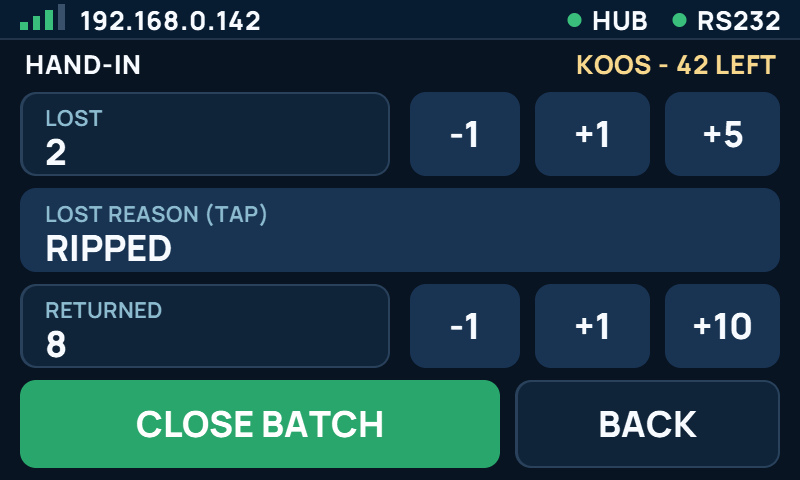 192.168.0.142 HUB RS232
HAND-IN KOOS - 42 LEFT
LOST
2
-1 +1 +5
LOST REASON (TAP)
RIPPED
RETURNED
8
-1 +1 +10
CLOSE BATCH BACK